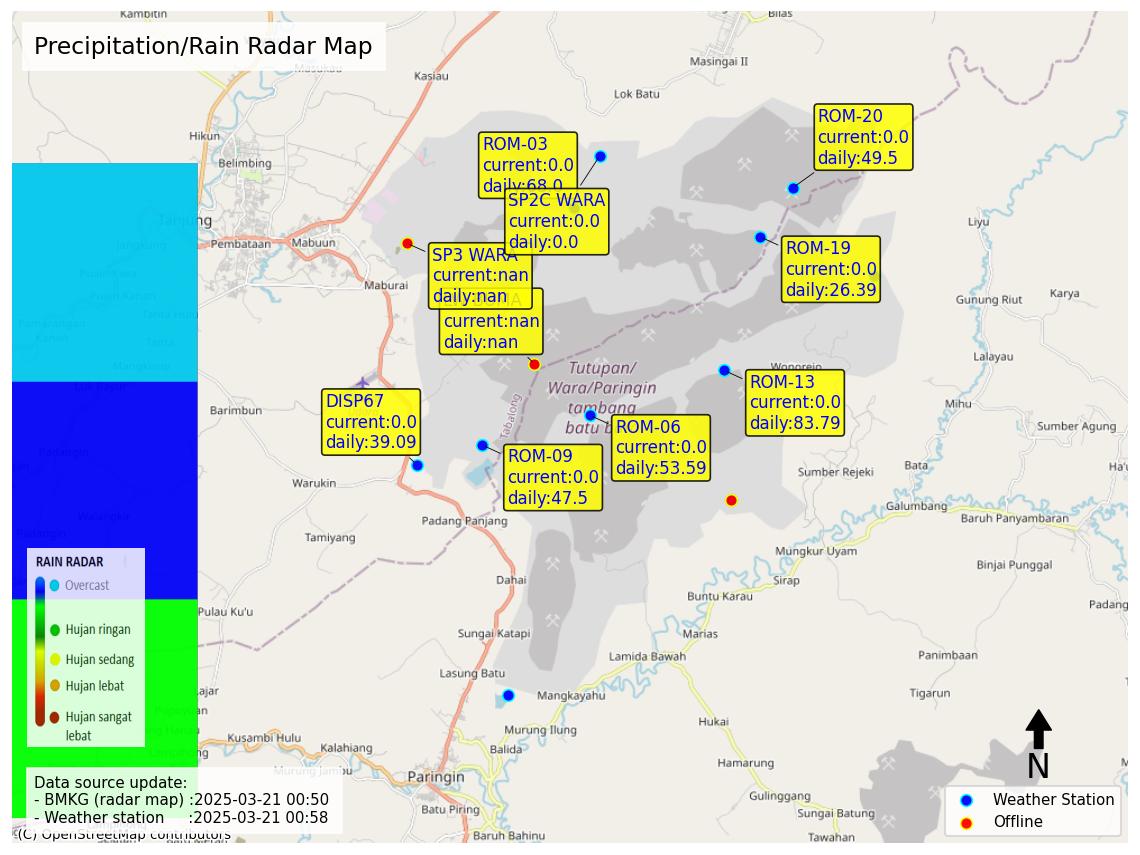 Kambitin
Bilas
Precipitation/Rain Radar Map
Masukau
Masingai II
Kasiau
Lok Batu
Hikun
Belimbing
ROM-03
current:0.0
daily:68.0
ROM-20
current:0.0
daily:49.5
SP2C WARA
current:0.0
daily:0.0
Tanjung
Jangkung
Pembataan
Mabuun
Liyu
ROM-19
current:0.0
daily:26.39
SP3 WARA
current:nan
daily:nan
Maburai
current:nan
daily:nan
Gunung Riut
Karya
Lalayau
Wonorejo
Tutupan/
Wara/Paringin
tambang
batu b
Tabalong
ROM-13
current:0.0
daily:83.79
DISP67
current:0.0
daily:39.09
Barimbun
Mihu
ROM-06
current:0.0
daily:53.59
Sumber Agung
ROM-09
current:0.0
daily:47.5
Bata
Sumber Rejeki
Warukin
Galumbang
Baruh Panyambaran
Padang Panjang
Tamiyang
Mungkur Uyam
Binjai Punggal
Dahai
Sirap
Buntu Karau
Padang
RAIN RADAR
Overcast
Hujan ringan
Hujan sedang
Hujan lebat
Hujan sangat
lebat
Pulau Ku'u
Sungai Katapi
Marias
Lamida Bawah
Panimbaan
Lasung Batu
Mangkayahu
Tigarun
Hukai
Murung Ilung
Kusambi Hulu
Kalahiang
Balida
Hamarung
N
Murung Jambu
Paringin
Gulinggang
Batu Piring
Sungai Batung
Baruh Bahinu
Tawahan
Data source update:
- BMKG (radar map) :2025-03-21 00:50
- Weather station :2025-03-21 00:58
(C) OpenStreetMap contributors
Weather Station
Offline